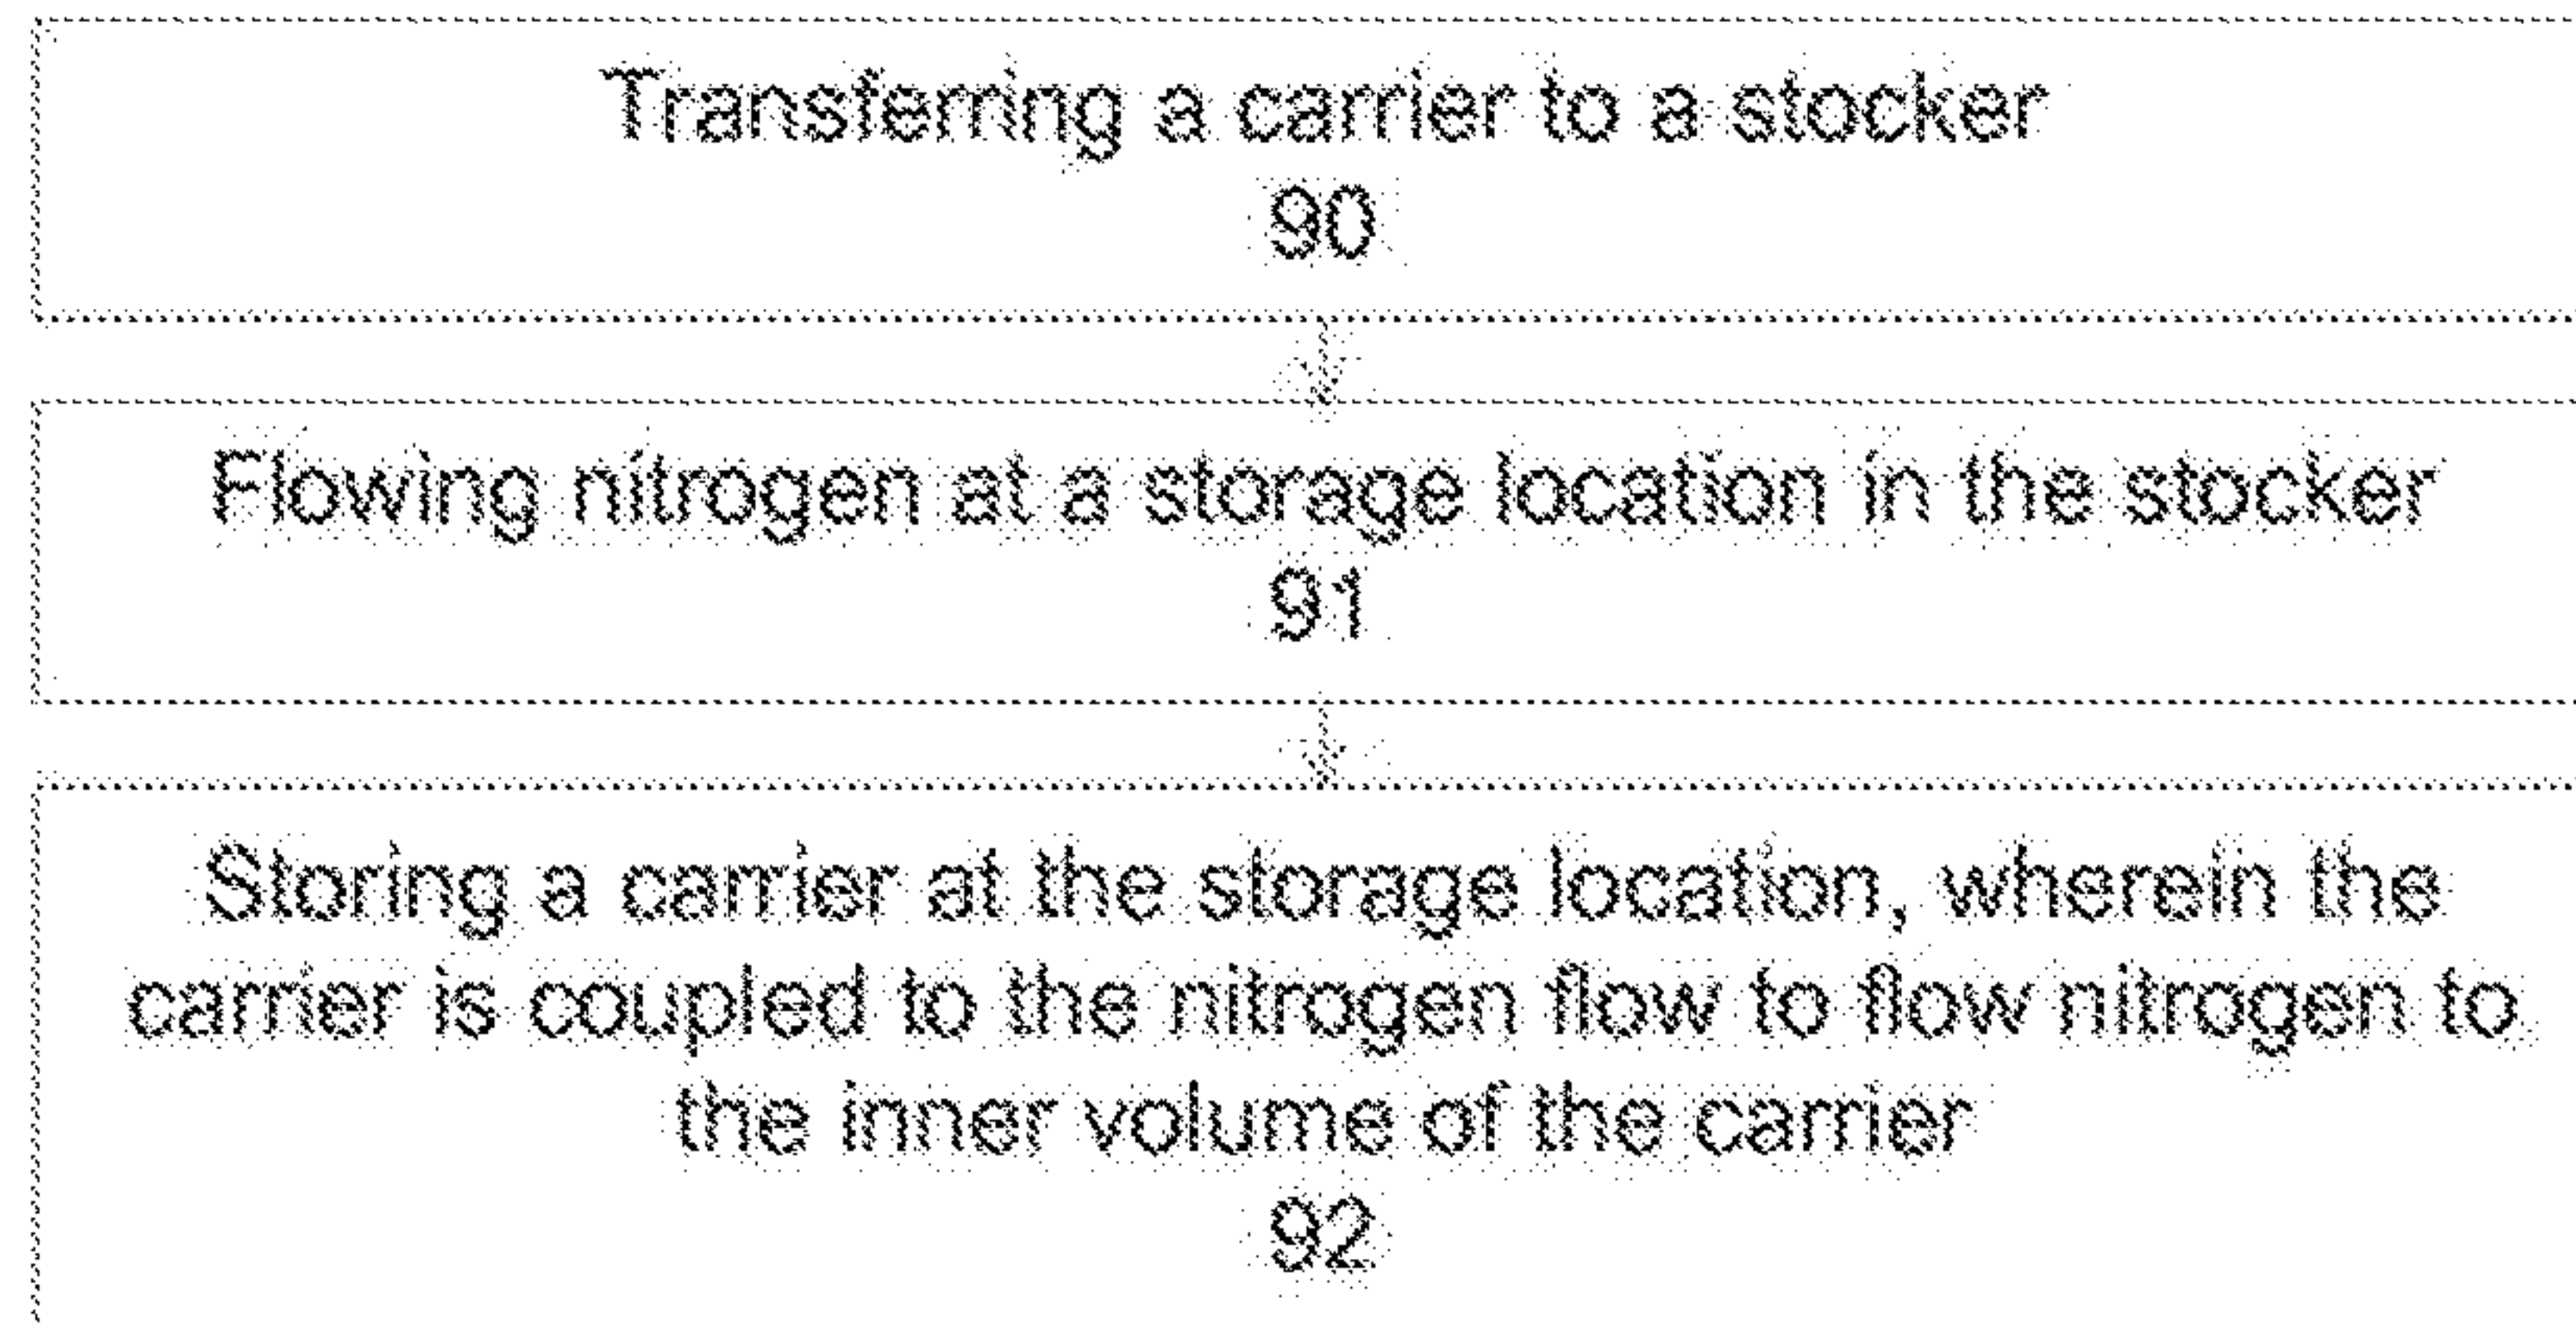 Transferring a carrier to a stocker
90
Flowing nitrogen at a storage location in the stocker
91
Storing a carrier at the storage location, wherein the
carrier is coupled to the nitrogen flow to flow nitrogen to
the inner volume of the carrier
92